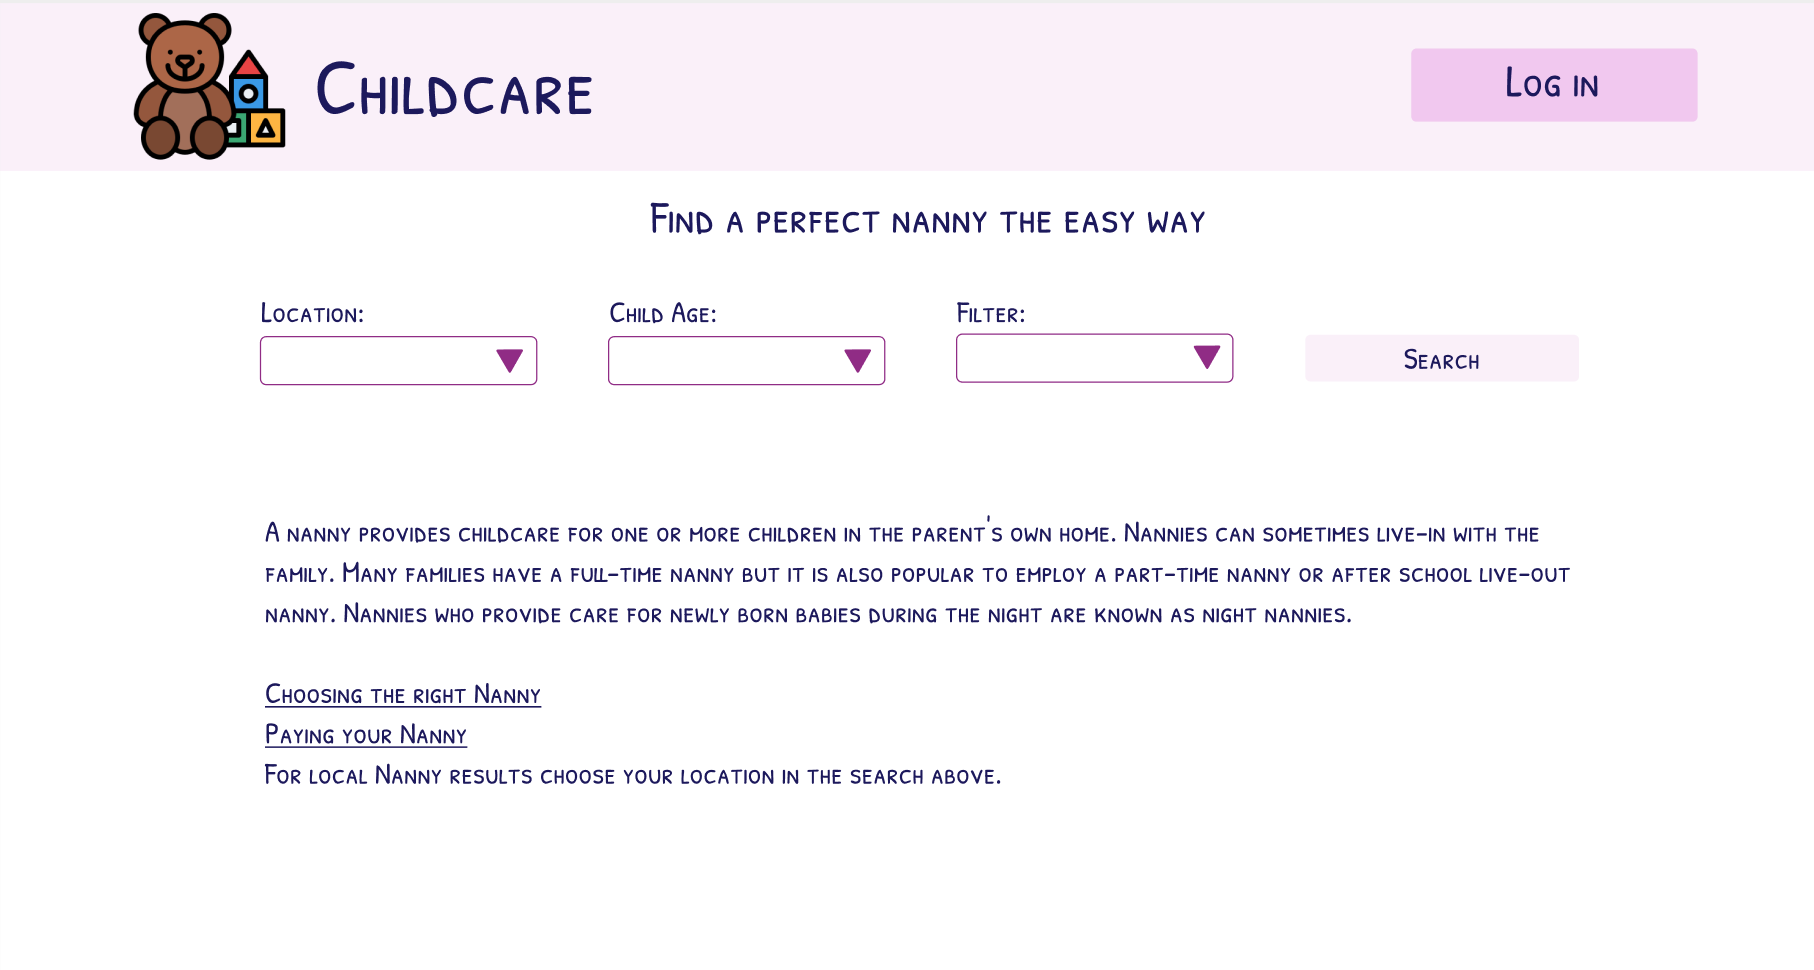 Childcare
Log in
Find a perfect nanny the easy way
Location:
Child Age:
Filter:
Search
A nanny provides childcare for one or more children in the parent's own home. Nannies can sometimes live-in with the
family. Many families have a full-time nanny but it is also popular to employ a part-time nanny or after school live-out
nanny. Nannies who provide care for newly born babies during the night are known as night nannies.
Choosing the right Nanny
Paying your Nanny
For local Nanny results choose your location in the search above.